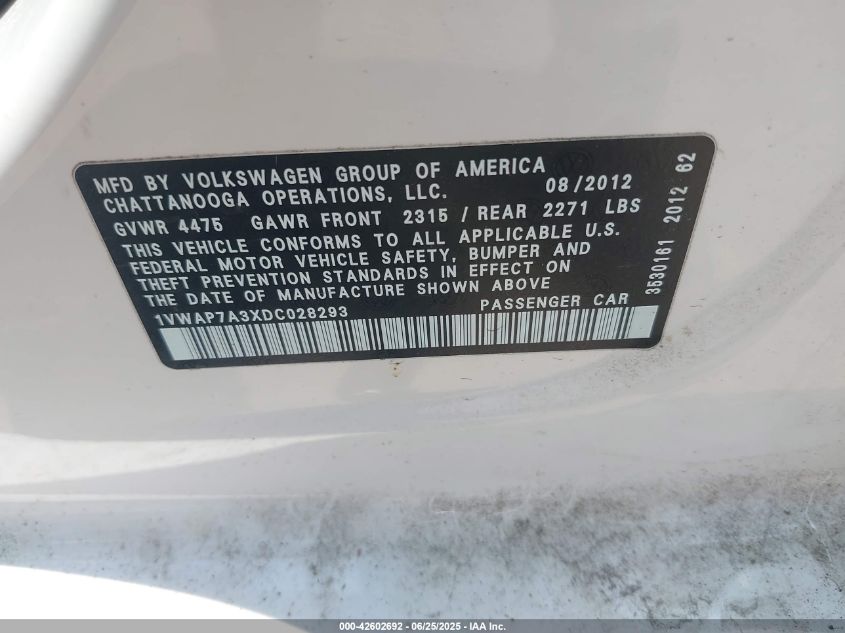 MFD BY VOLKSWAGEN GROUP OF AMERICA
CHATTANOOGA OPERATIONS, LLC. 08/2012
GVWR 4475 GAWR FRONT 2315 / REAR 2271 LBS
THIS VEHICLE CONFORMS TO ALL APPLICABLE U.S.
FEDERAL MOTOR VEHICLE SAFETY, BUMPER AND
THEFT PREVENTION STANDARDS IN EFFECT ON
THE DATE OF MANUFACTURE SHOWN ABOVE
1VWAP7A3XDC028293 PASSENGER CAR
3530161 2012 62
000-42602692 - 06/25/2025 - IAA Inc.